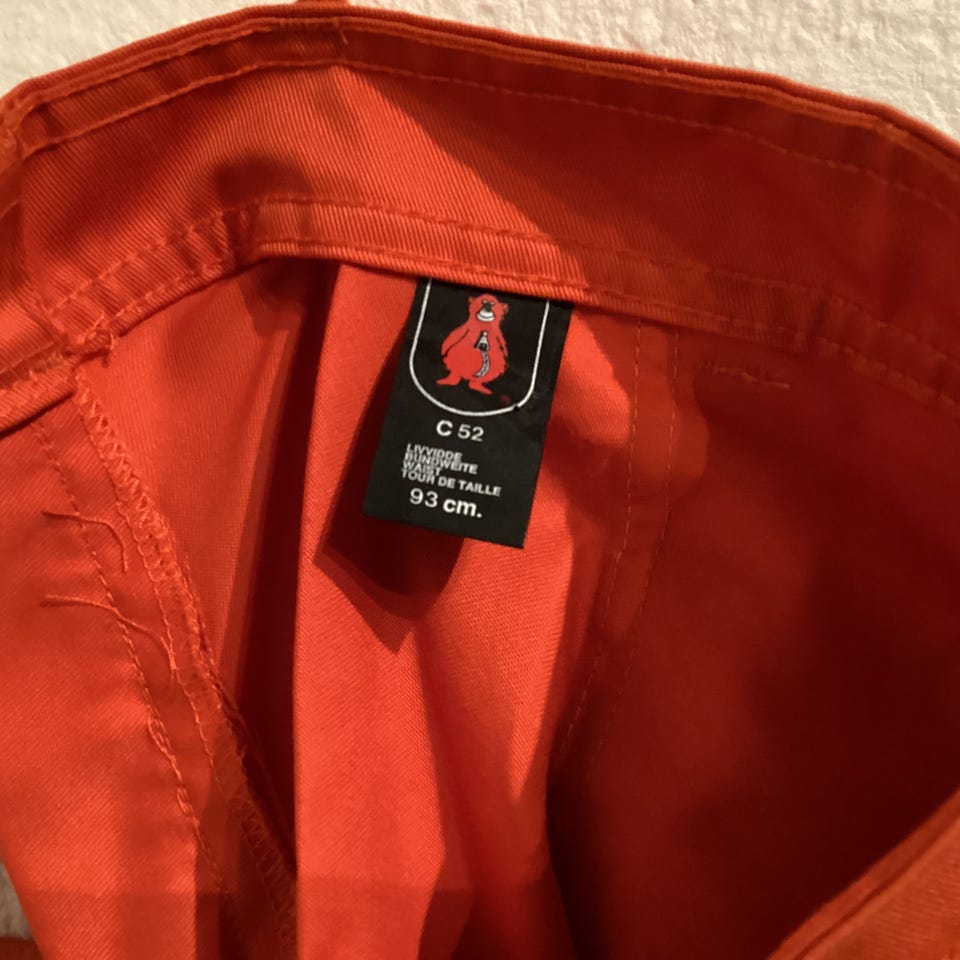 C 52
LIVVIDDE
BUNDWEITE
WAIST
TOUR DE TAILLE
93 cm.